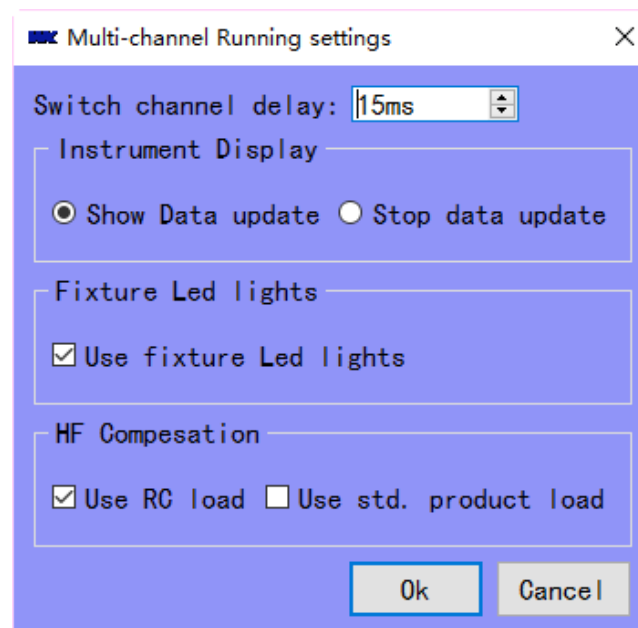 Multi-channel Running settings
Switch channel delay: 15ms
Instrument Display
Show Data update Stop data update
Fixture Led lights
Use fixture Led lights
HF Compesation
Use RC load Use std. product load
Ok Cancel